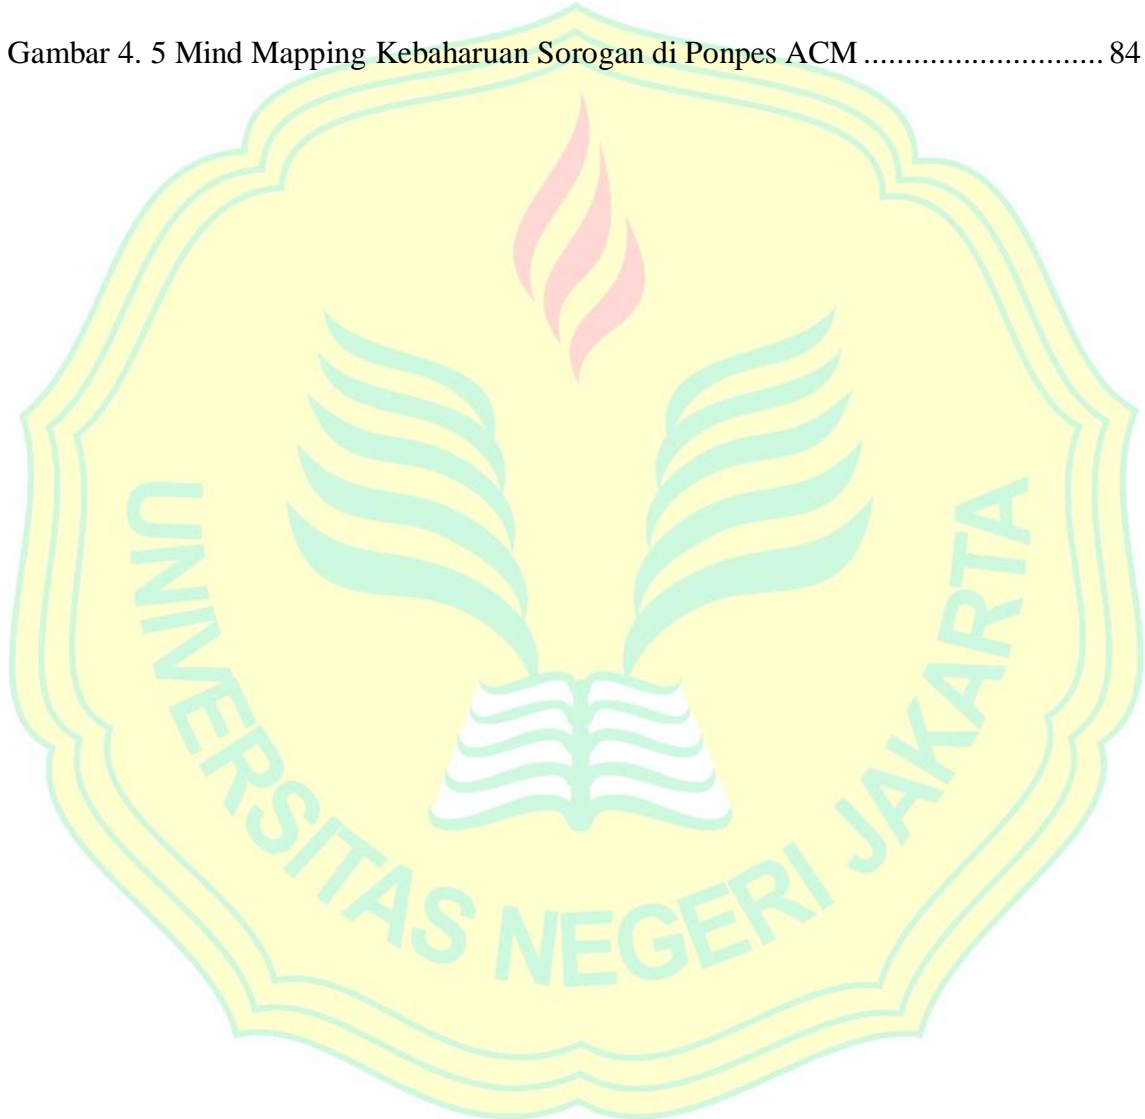 Gambar 4. 5 Mind Mapping Kebaharuan Sorogan di Ponpes ACM ............................. 84
UNIVERSITAS NEGERI JAKARTA